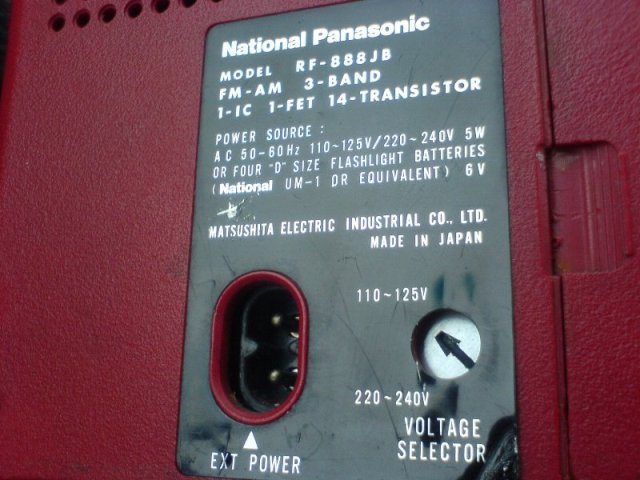 National Panasonic
MODEL RF-888JB
FM-AM 3-BAND
1-IC 1-FET 14-TRANSISTOR
POWER SOURCE :
AC 50-60Hz 110~125V/220~240V 5W
OR FOUR "D" SIZE FLASHLIGHT BATTERIES
(National UM-1 OR EQUIVALENT) 6V
MATSUSHITA ELECTRIC INDUSTRIAL CO., LTD.
MADE IN JAPAN
110~125V
220~240V
VOLTAGE
SELECTOR
EXT POWER